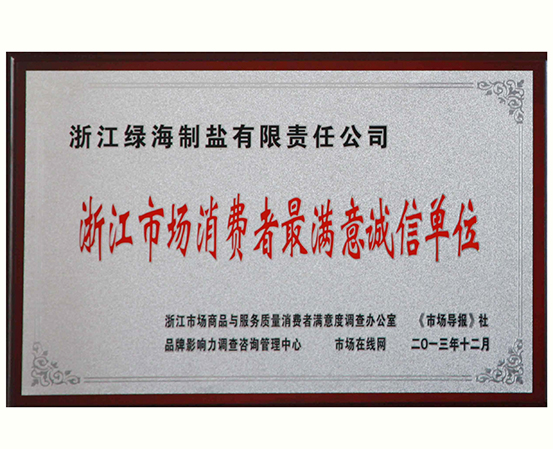 浙江绿海制盐有限责任公司
浙江市场消费者最满意诚信单位
浙江市场商品与服务质量消费者满意度调查办公室 《市场导报》社
品牌影响力调查咨询管理中心 市场在线网 二〇一三年十二月